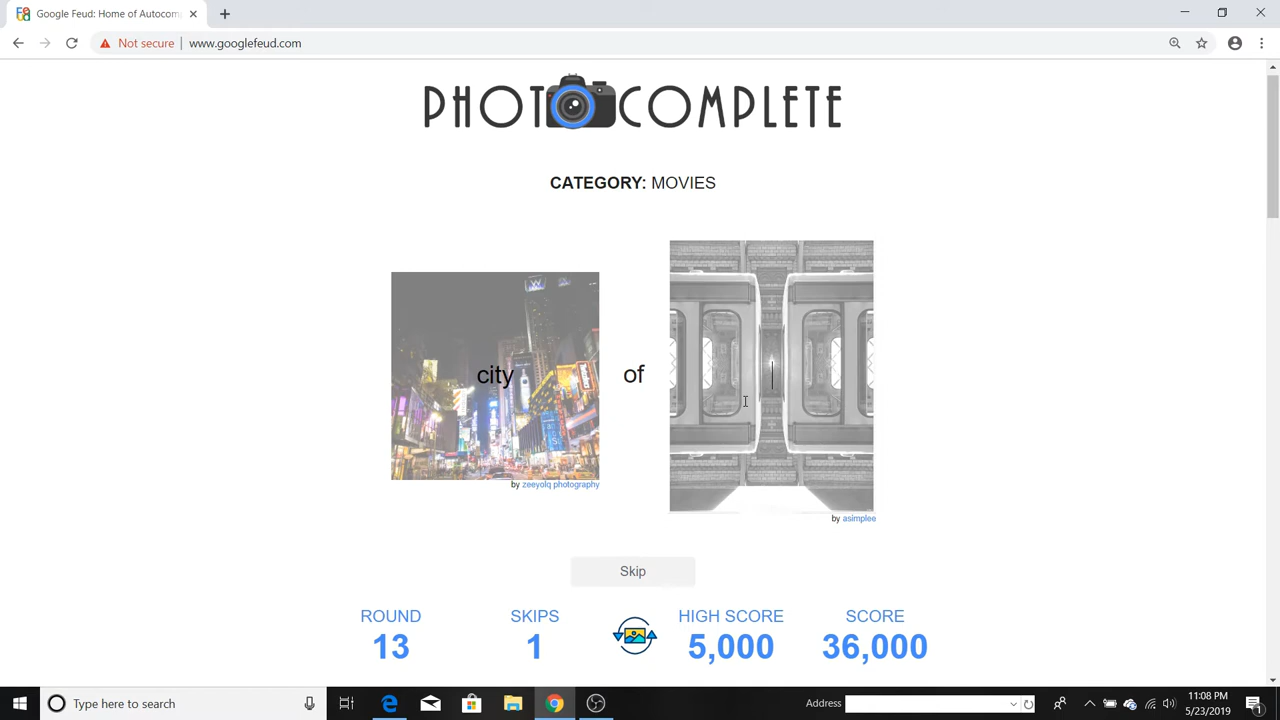 Google Feud: Home of Autocom
Not secure | www.googlefeud.com
PHOTOCOMPLETE
CATEGORY: MOVIES
city of
by zeeyolq photography
by asimplee
Skip
ROUND SKIPS HIGH SCORE SCORE
13 1 5,000 36,000
Type here to search
Address
11:08 PM
5/23/2019
1